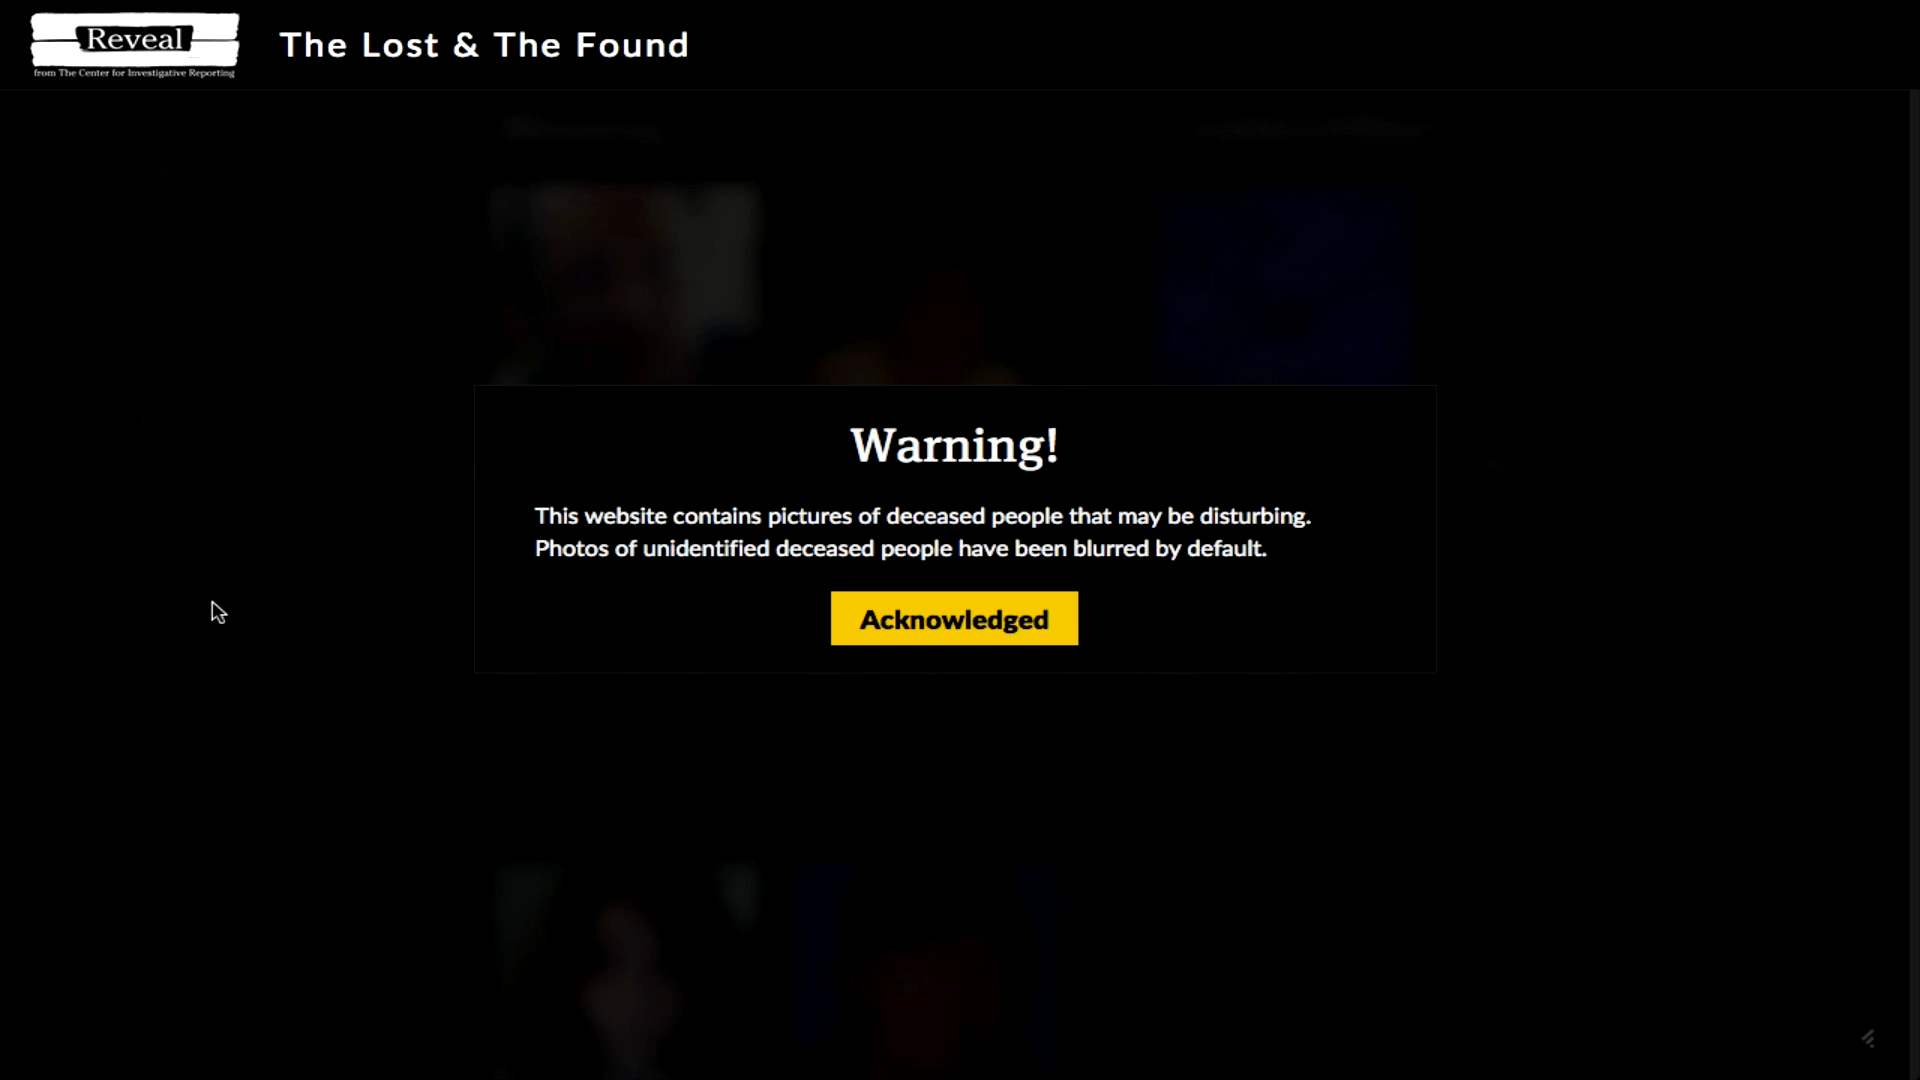 Reveal
from The Center for Investigative Reporting
The Lost & The Found
Warning!
This website contains pictures of deceased people that may be disturbing.
Photos of unidentified deceased people have been blurred by default.
Acknowledged